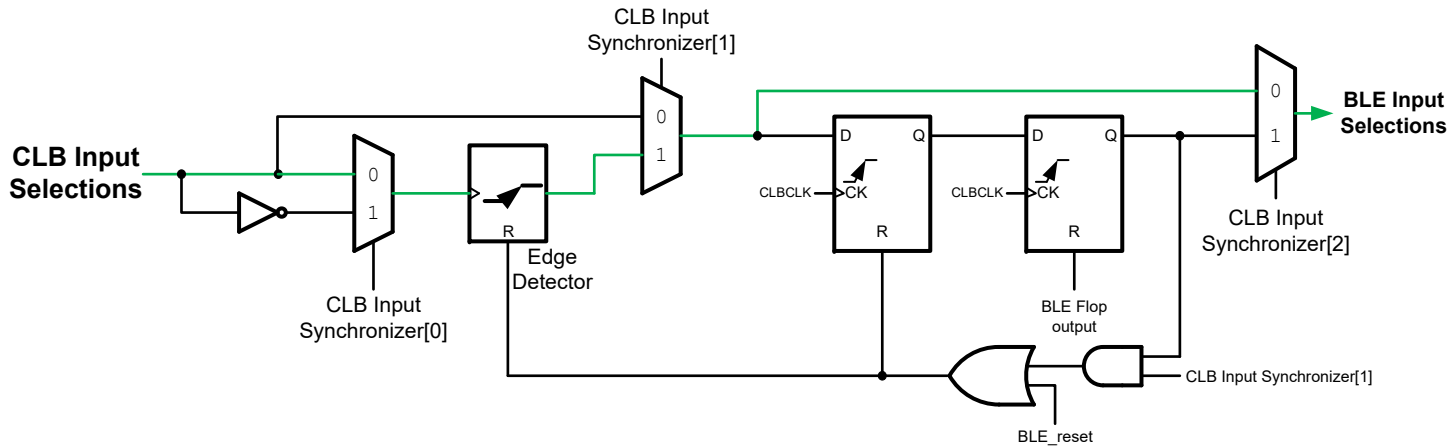 CLB Input
Synchronizer[1]
0
1
CLB Input
Selections
0
1
R
Edge
Detector
CLB Input
Synchronizer[0]
D
Q
CLBCLK
CK
R
D
Q
CLBCLK
CK
R
BLE Flop
output
0
1
BLE Input
Selections
CLB Input
Synchronizer[2]
CLB Input Synchronizer[1]
BLE_reset